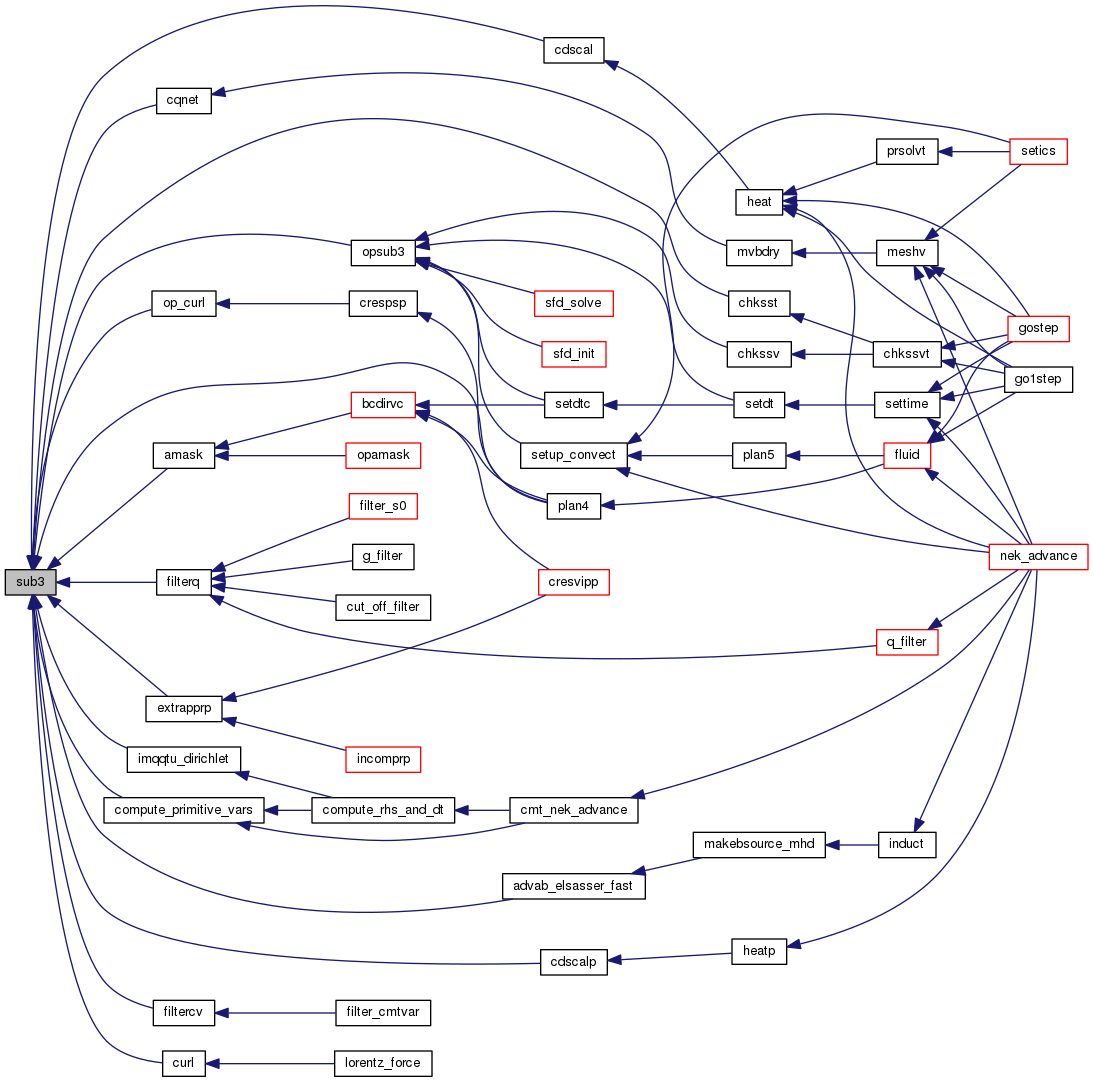 cdscal
cqnet
prsolvt
setics
heat
opsub3
mvbdry
meshv
op_curl
crespsp
sfd_solve
chksst
gostep
sfd_init
chkssv
chkssvt
go1step
bcdirvc
setdtc
setdt
settime
amask
opamask
setup_convect
plan5
fluid
filter_s0
plan4
g_filter
nek_advance
sub3
filterq
cresvipp
cut_off_filter
q_filter
extrapprp
imqqtu_dirichlet
incomprp
compute_primitive_vars
compute_rhs_and_dt
cmt_nek_advance
makebsource_mhd
induct
advab_elsasser_fast
cdscalp
heatp
filtercv
filter_cmtvar
curl
lorentz_force